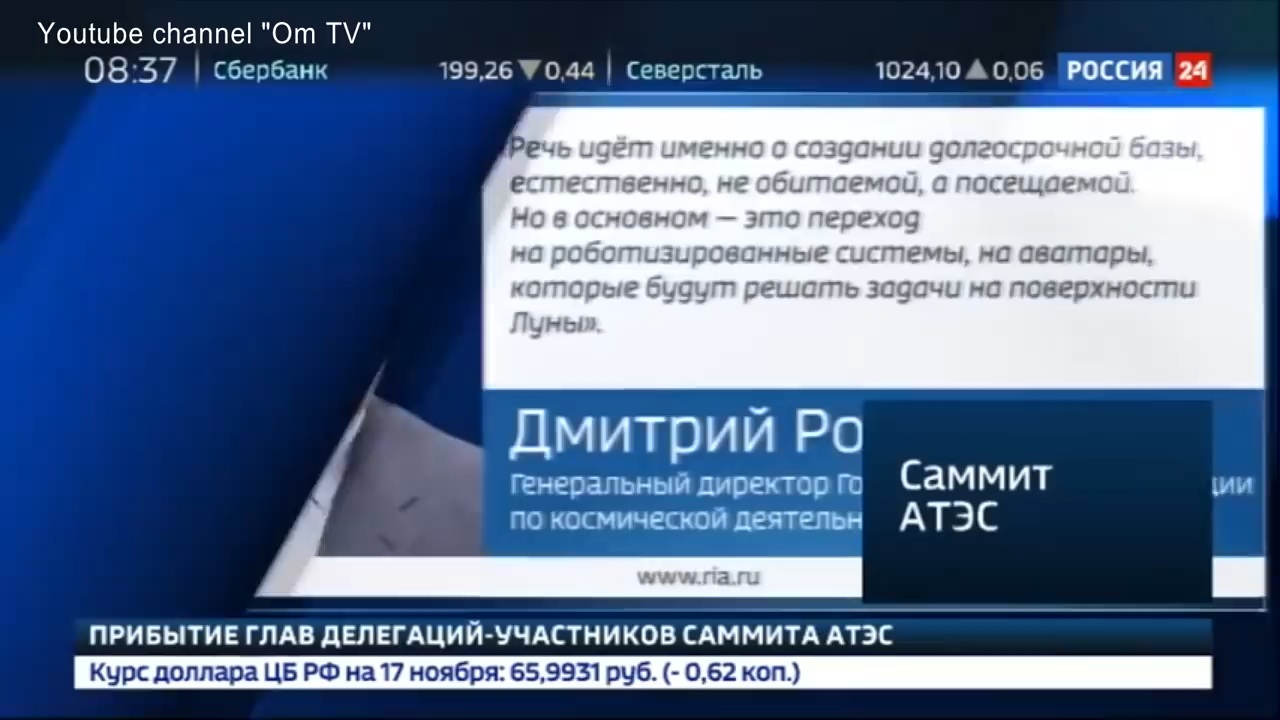 Youtube channel "Om TV"
08:37 Сбербанк 199,26 ▼ 0,44 Северсталь 1024,10 ▲ 0,06 РОССИЯ 24
«Речь идёт именно о создании долгосрочной базы,
естественно, не обитаемой, а посещаемой.
Но в основном — это переход
на роботизированные системы, на аватары,
которые будут решать задачи на поверхности
Луны».
Дмитрий Ро
Генеральный директор Го ции
по космической деятельн
Саммит
АТЭС
www.ria.ru
ПРИБЫТИЕ ГЛАВ ДЕЛЕГАЦИЙ-УЧАСТНИКОВ САММИТА АТЭС
Курс доллара ЦБ РФ на 17 ноября: 65,9931 руб. (- 0,62 коп.)